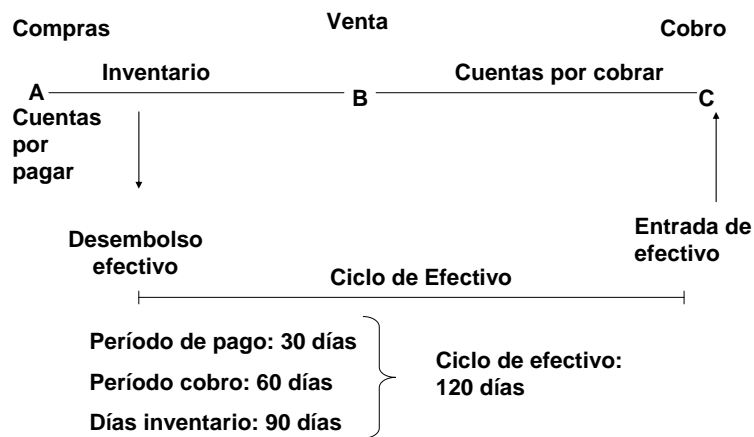 Compras
Venta
Cobro
Inventario
Cuentas por cobrar
A
B
C
Cuentas
por
pagar
Desembolso
efectivo
Entrada de
efectivo
Ciclo de Efectivo
Período de pago: 30 días
Período cobro: 60 días
Días inventario: 90 días
Ciclo de efectivo:
120 días